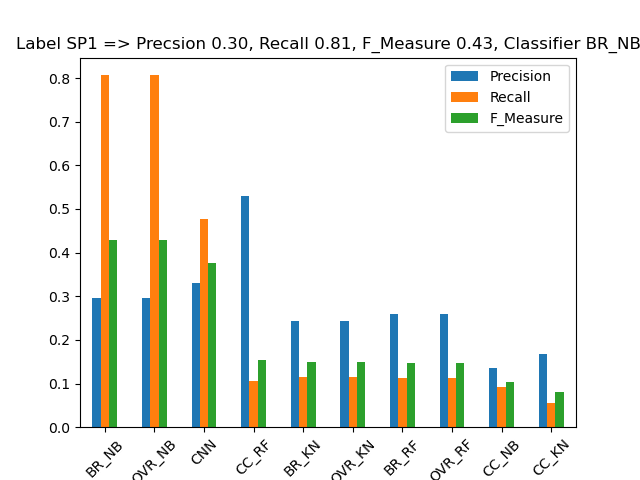 Label SP1 => Precsion 0.30, Recall 0.81, F_Measure 0.43, Classifier BR_NB
Precision
Recall
F_Measure
0.8
0.7
0.6
0.5
0.4
0.3
0.2
0.1
0.0
BR_NB
OVR_NB
CNN
CC_RF
BR_KN
OVR_KN
BR_RF
OVR_RF
CC_NB
CC_KN